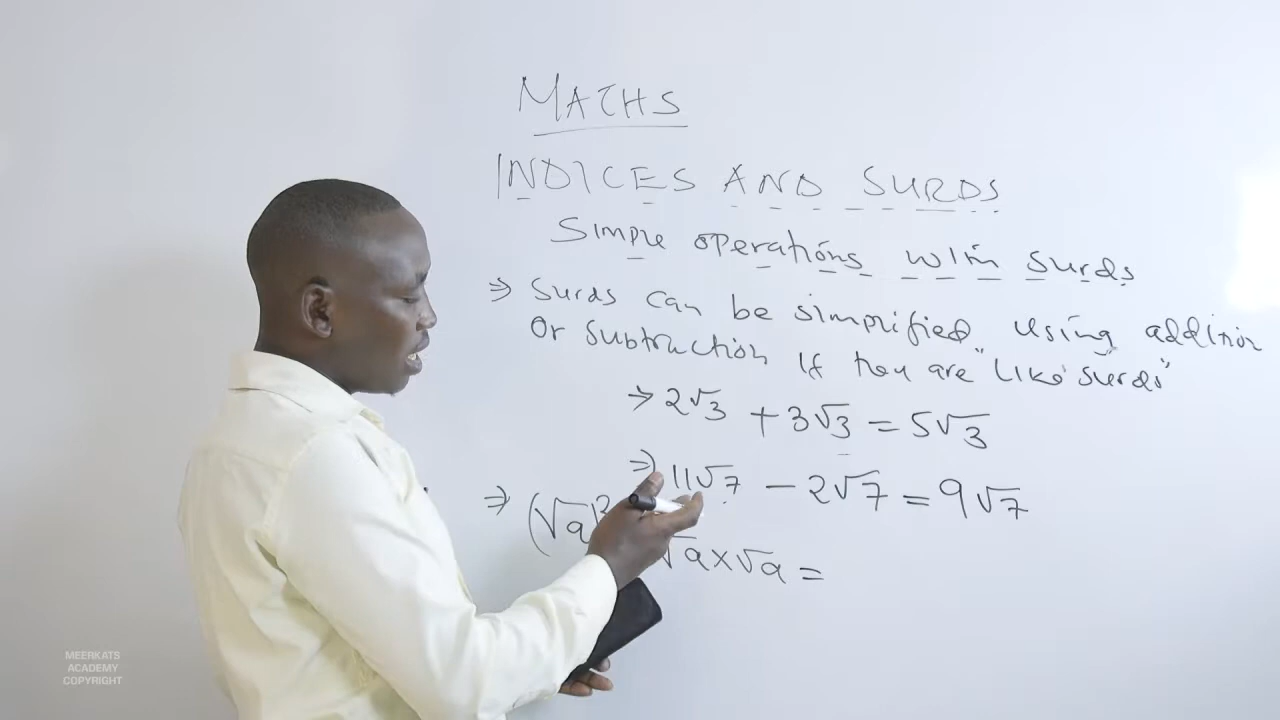 MATHS
INDICES AND SURDS
Simple operations with surds
⇒ Surds can be simplified using addition
or subtraction if they are "Like surds"
→ 2√3 + 3√3 = 5√3
⇒ 11√7 - 2√7 = 9√7
⇒ (√a)² √a x √a =
MEERKATS
ACADEMY
COPYRIGHT